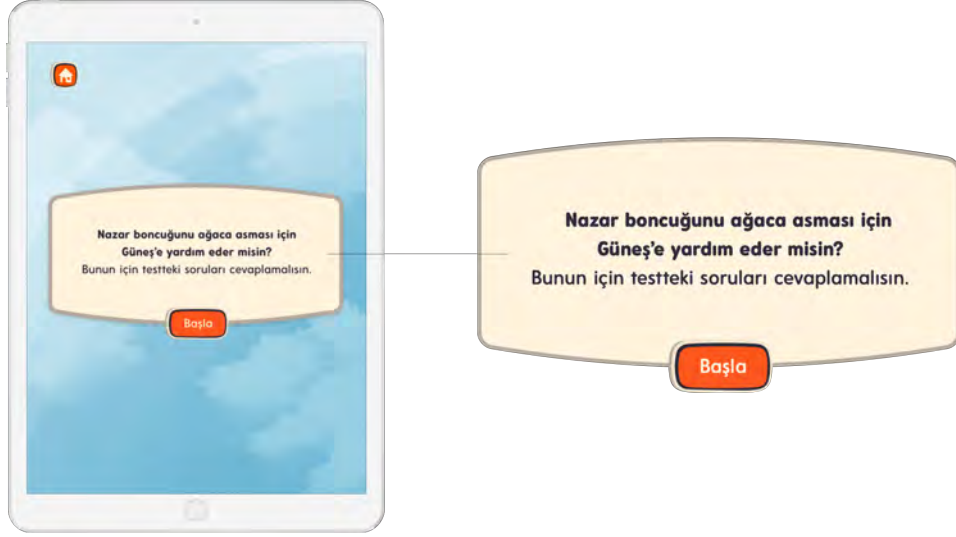 Nazar boncuğunu ağaca asması için
Güneş'e yardım eder misin?
Bunun için testteki soruları cevaplamalısın.
Başla
Nazar boncuğunu ağaca asması için
Güneş'e yardım eder misin?
Bunun için testteki soruları cevaplamalısın.
Başla